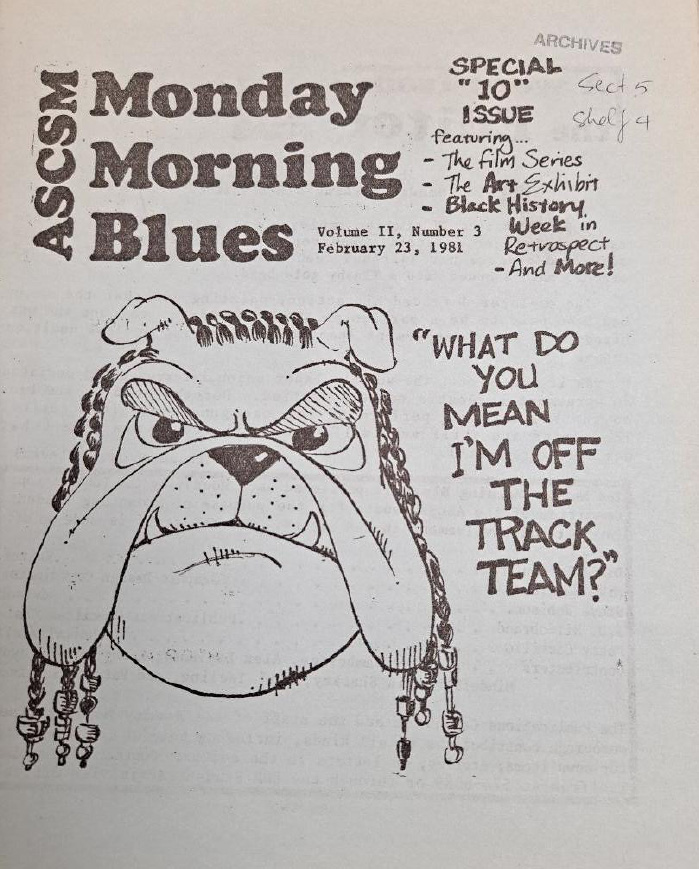 ARCHIVES
Sect 5
Shelf 4
ASCSM
Monday
Morning
Blues
Volume II, Number 3
February 23, 1981
SPECIAL
"10"
ISSUE
featuring...
- The Film Series
- The Art Exhibit
- Black History
Week in
Retrospect
- And More!
"WHAT DO
YOU
MEAN
I'M OFF
THE
TRACK
TEAM?"